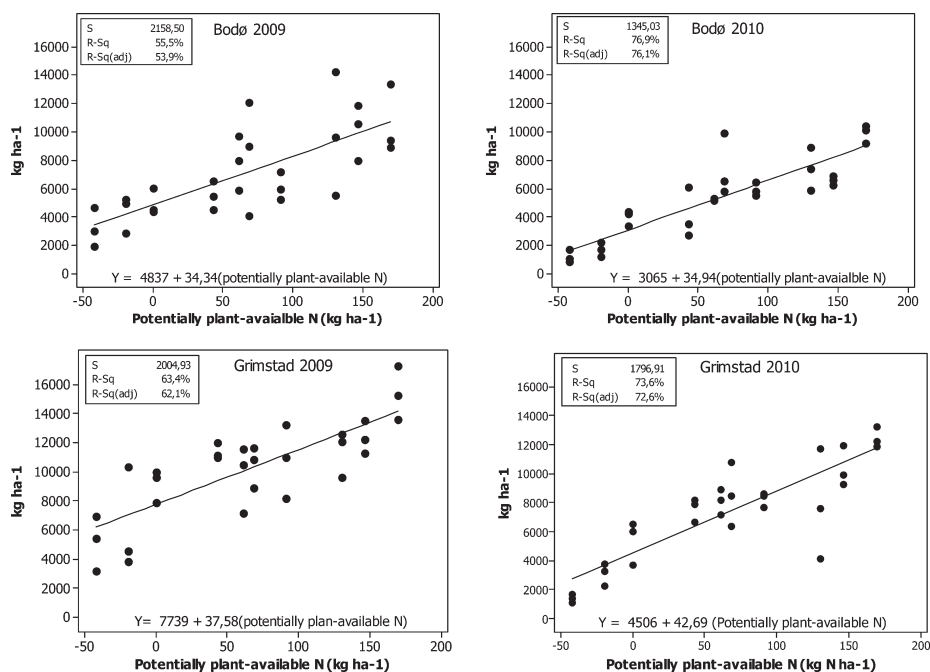 Bodø 2009
S 2158,50
R-Sq 55,5%
R-Sq(adj) 53,9%
16000
14000
12000
10000
8000
6000
4000
2000
0
kg ha-1
Y = 4837 + 34,34(potentially plant-available N)
-50 0 50 100 150 200
Potentially plant-avaialble N (kg ha-1)
Bodø 2010
S 1345,03
R-Sq 76,9%
R-Sq(adj) 76,1%
16000
14000
12000
10000
8000
6000
4000
2000
0
kg ha-1
Y = 3065 + 34,94(potentially plant-avaialble N)
-50 0 50 100 150 200
Potentially plant-available N (kg ha-1)
Grimstad 2009
S 2004,93
R-Sq 63,4%
R-Sq(adj) 62,1%
16000
14000
12000
10000
8000
6000
4000
2000
0
kg ha-1
Y= 7739 + 37,58(potentially plan-available N)
-50 0 50 100 150 200
Potentially plant-available N (kg ha-1)
Grimstad 2010
S 1796,91
R-Sq 73,6%
R-Sq(adj) 72,6%
16000
14000
12000
10000
8000
6000
4000
2000
0
kg ha-1
Y = 4506 + 42,69 (Potentially plant-available N)
-50 0 50 100 150 200
Potentially plant-available N (kg N ha-1)